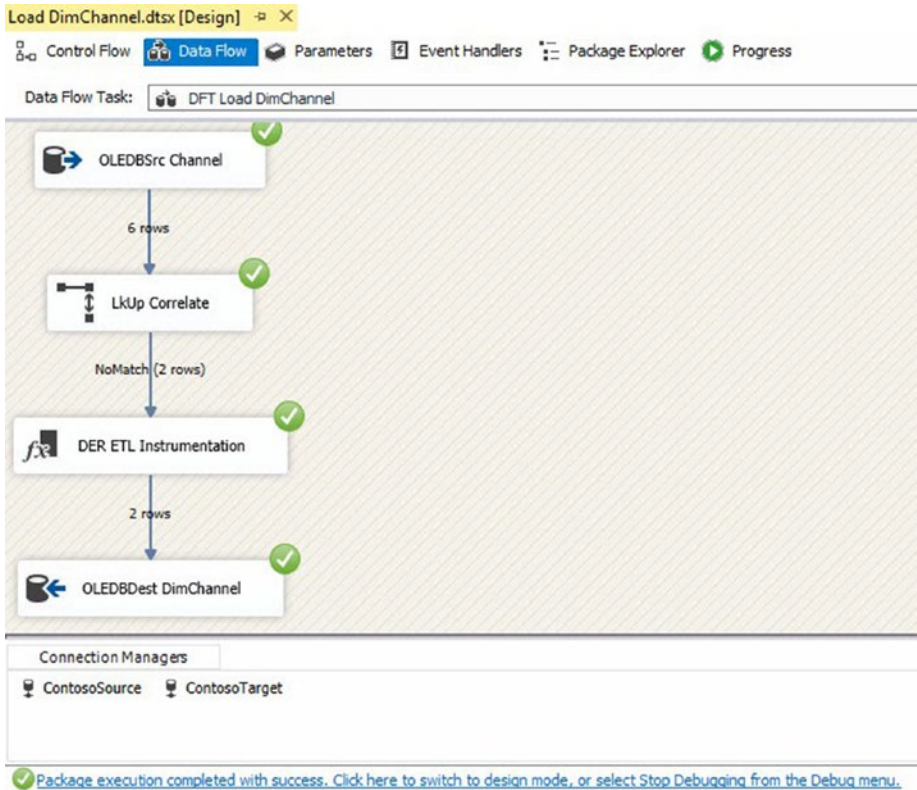 Load DimChannel.dtsx [Design]
Control Flow Data Flow Parameters Event Handlers Package Explorer Progress
Data Flow Task: DFT Load DimChannel
OLEDBSrc Channel
6 rows
LkUp Correlate
NoMatch (2 rows)
fx DER ETL Instrumentation
2 rows
OLEDBDest DimChannel
Connection Managers
ContosoSource ContosoTarget
Package execution completed with success. Click here to switch to design mode, or select Stop Debugging from the Debug menu.